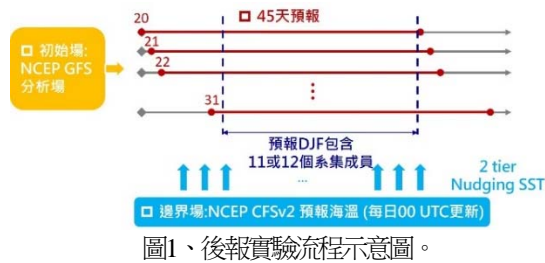 20
□ 45天預報
21
22
□ 初始場:
NCEP GFS
分析場
⋮
31
預報DJF包含
11或12個系集成員
...
2 tier
Nudging SST
□ 邊界場:NCEP CFSv2 預報海溫 (每日00 UTC更新)
圖1、後報實驗流程示意圖。